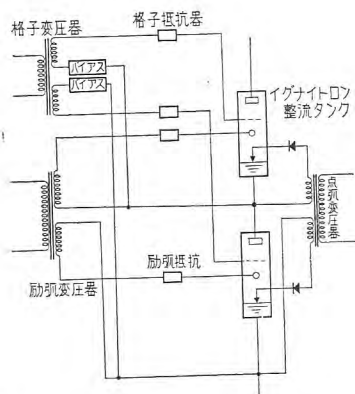 格子抵抗器
格子変圧器
バイアス
バイアス
イグナイトロン
整流タンク
点弧変圧器
励弧抵抗
励弧変圧器